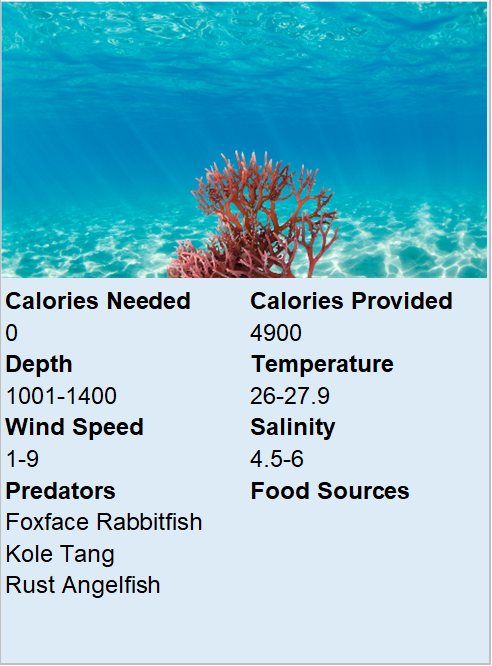 Calories Needed
Calories Provided
0
4900
Depth
Temperature
1001-1400
26-27.9
Wind Speed
Salinity
1-9
4.5-6
Predators
Food Sources
Foxface Rabbitfish
Kole Tang
Rust Angelfish